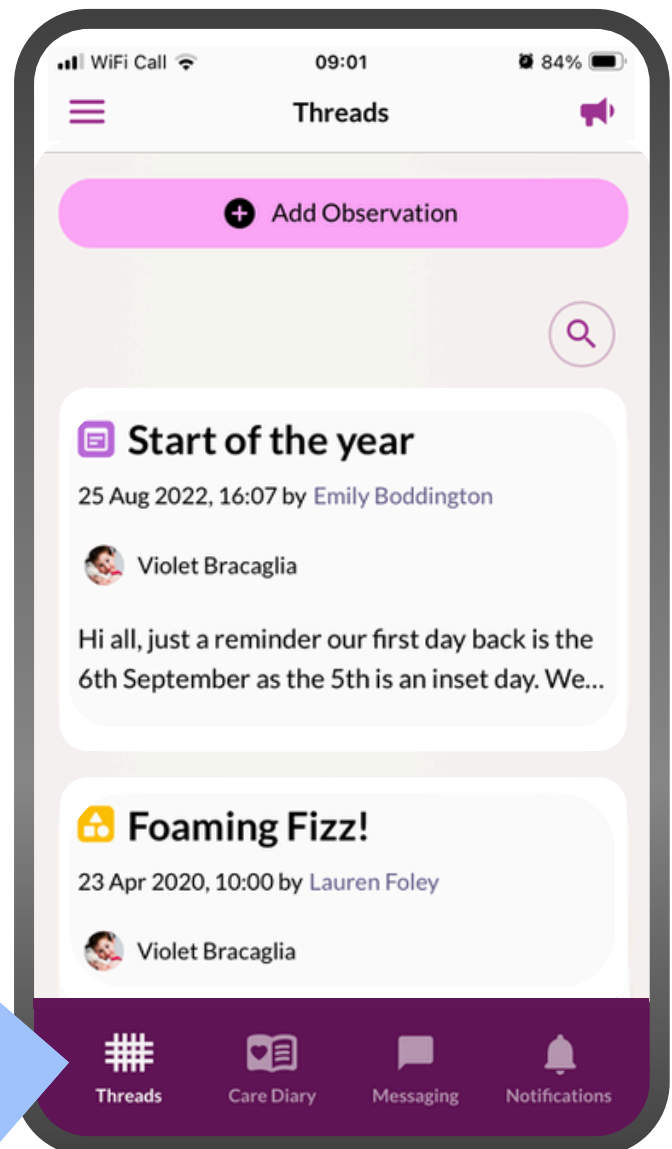 WiFi Call 09:01 84%
Threads
Add Observation
Start of the year
25 Aug 2022, 16:07 by Emily Boddington
Violet Bracaglia
Hi all, just a reminder our first day back is the
6th September as the 5th is an inset day. We...
Foaming Fizz!
23 Apr 2020, 10:00 by Lauren Foley
Violet Bracaglia
Threads Care Diary Messaging Notifications